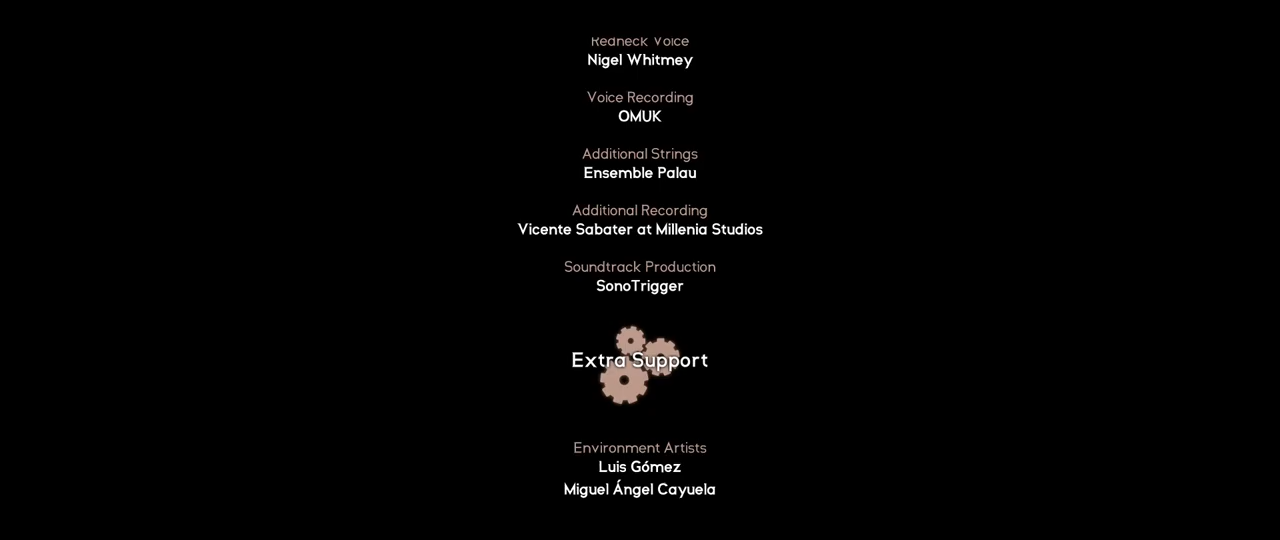 Redneck Voice
Nigel Whitmey
Voice Recording
OMUK
Additional Strings
Ensemble Palau
Additional Recording
Vicente Sabater at Millenia Studios
Soundtrack Production
SonoTrigger
Extra Support
Environment Artists
Luis Gómez
Miguel Ángel Cayuela